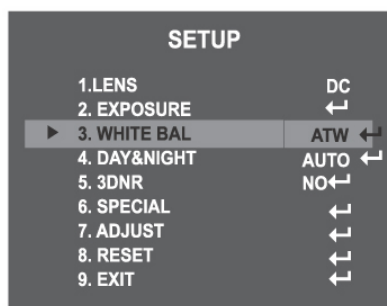 SETUP
1.LENS DC
2. EXPOSURE ↵
▶ 3. WHITE BAL ATW ↵
4. DAY&NIGHT AUTO ↵
5. 3DNR NO↵
6. SPECIAL ↵
7. ADJUST ↵
8. RESET ↵
9. EXIT ↵